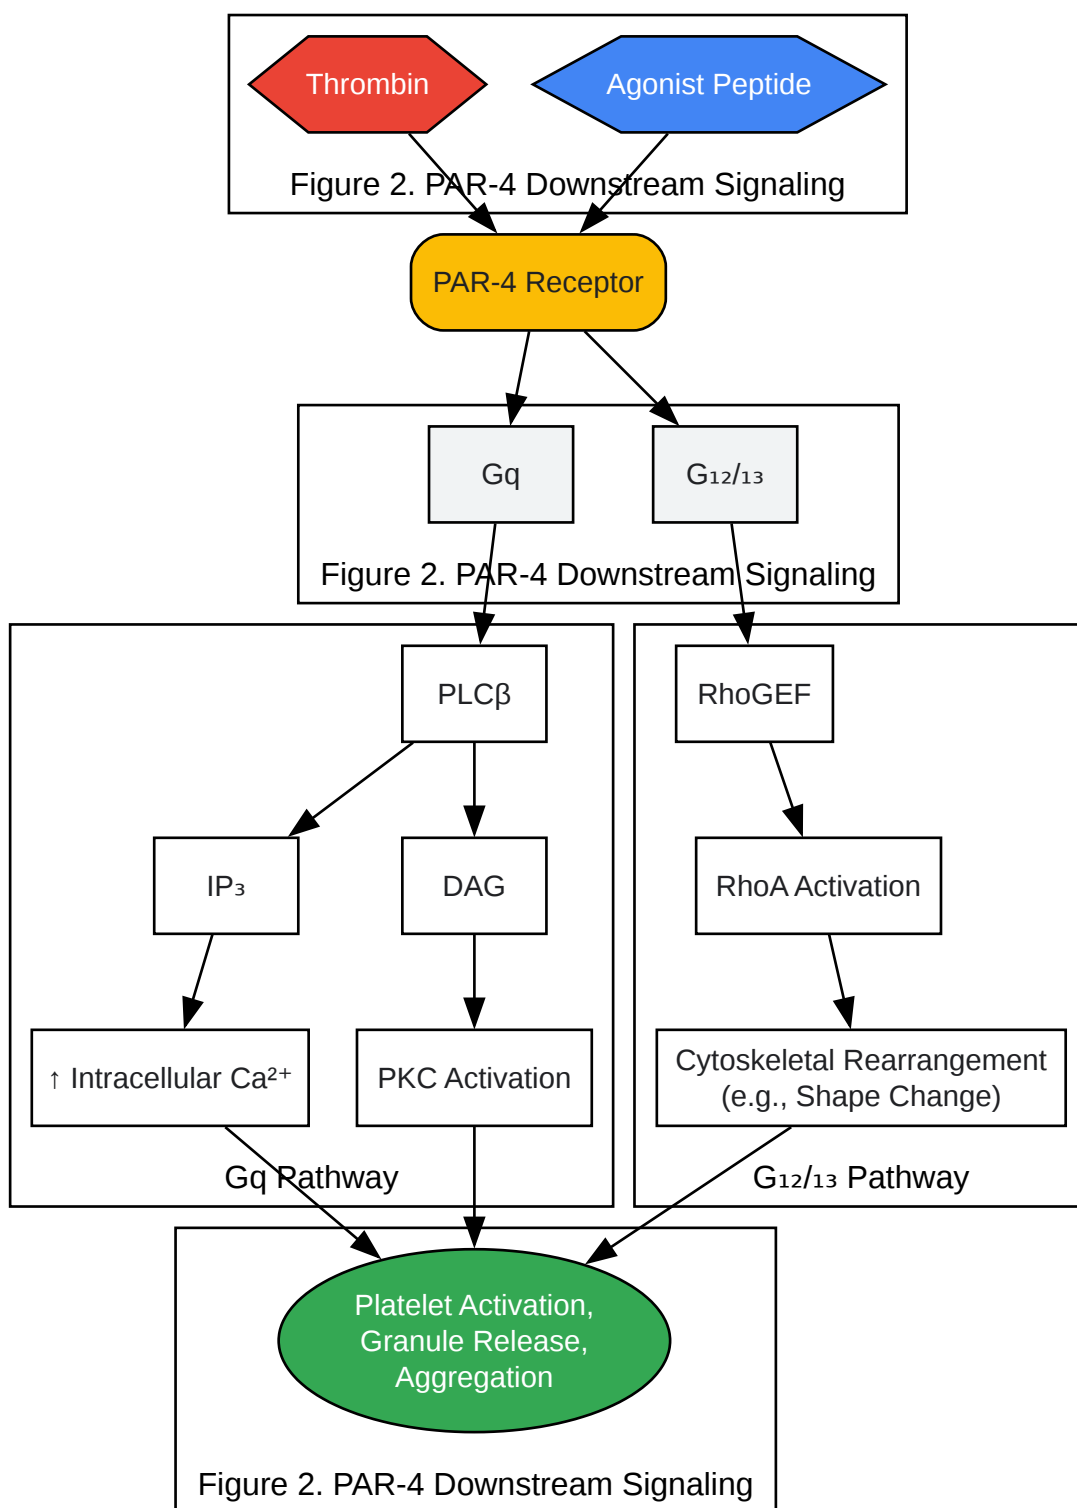 Thrombin
Agonist Peptide
Figure 2. PAR-4 Downstream Signaling
PAR-4 Receptor
Gq
G₁₂/₁₃
Figure 2. PAR-4 Downstream Signaling
PLCβ
RhoGEF
IP₃
DAG
RhoA Activation
↑ Intracellular Ca²⁺
PKC Activation
Cytoskeletal Rearrangement
(e.g., Shape Change)
Gq Pathway
G₁₂/₁₃ Pathway
Platelet Activation,
Granule Release,
Aggregation
Figure 2. PAR-4 Downstream Signaling